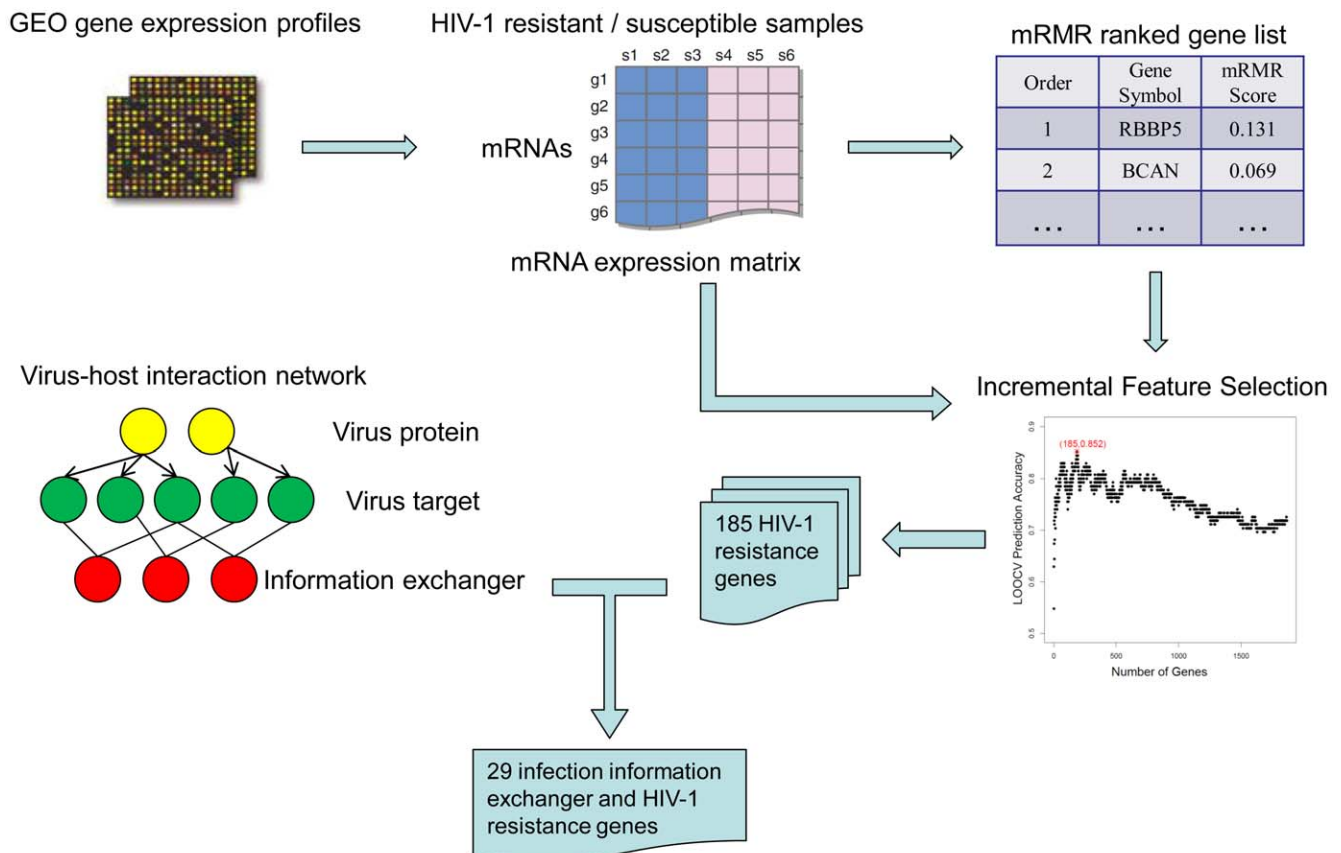 GEO gene expression profiles
HIV-1 resistant / susceptible samples
s1 s2 s3 s4 s5 s6
g1
g2
g3
g4
g5
g6
mRNAs
mRNA expression matrix
mRMR ranked gene list
Order Gene Symbol mRMR Score
1 RBBP5 0.131
2 BCAN 0.069
... ... ...
Incremental Feature Selection
(185,0.852)
LOOCV Prediction Accuracy
0.9
0.8
0.7
0.6
0.5
0 500 1000 1500
Number of Genes
Virus-host interaction network
Virus protein
Virus target
Information exchanger
185 HIV-1
resistance
genes
29 infection information
exchanger and HIV-1
resistance genes